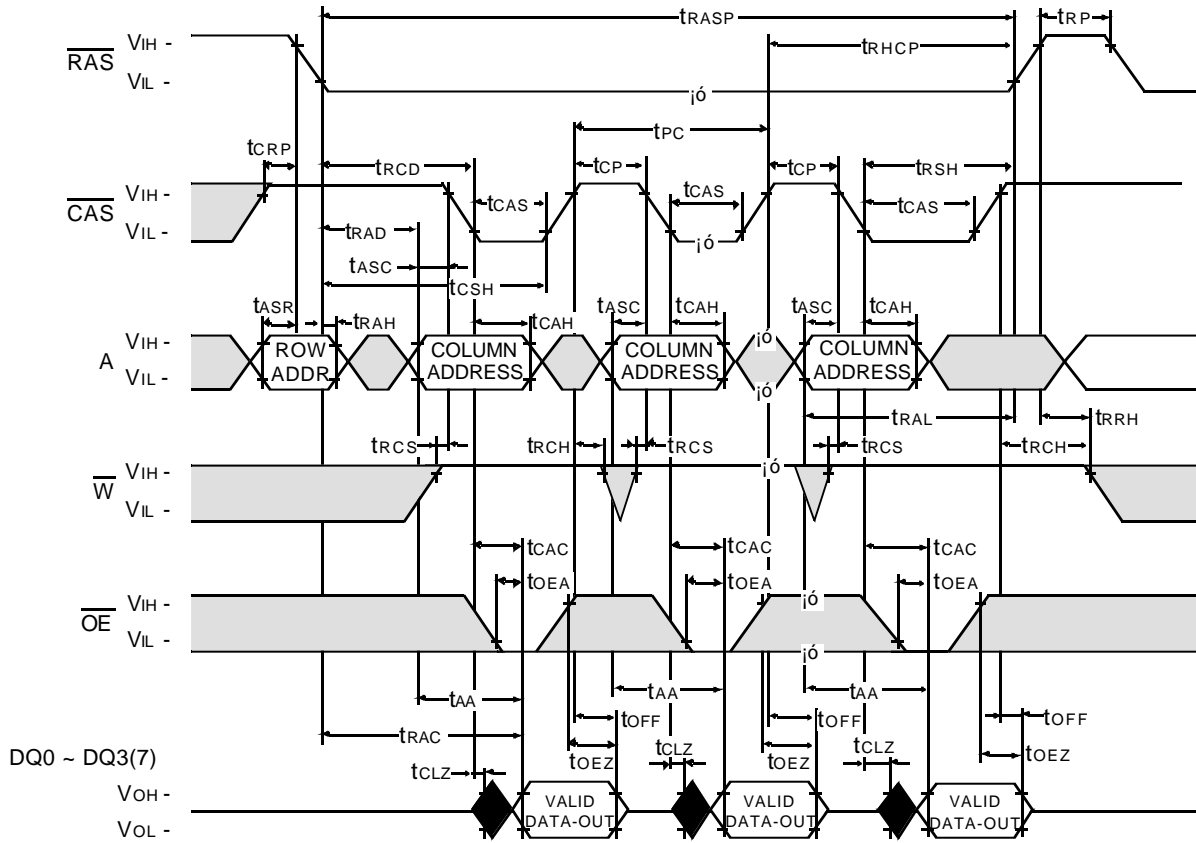 tRASP
tRP
VIH -
RAS
tRHCP
VIL -
¡ó
tPC
tCRP
tRCD
tCP
tCP
tRSH
VIH -
CAS
tCAS
tCAS
tCAS
VIL -
¡ó
tRAD
tASC
tCSH
tASR
tRAH
tCAH
tASC
tCAH
tASC
tCAH
A
VIH -
VIL -
ROW
ADDR
COLUMN
ADDRESS
COLUMN
ADDRESS
¡ó
¡ó
COLUMN
ADDRESS
tRAL
tRRH
tRCS
tRCH
tRCS
tRCS
tRCH
VIH -
¡ó
W
VIL -
tCAC
tCAC
tCAC
tOEA
tOEA
tOEA
VIH -
¡ó
OE
VIL -
¡ó
tAA
tAA
tAA
tOFF
tOFF
tOFF
tRAC
tCLZ
tOEZ
tCLZ
tOEZ
tCLZ
tOEZ
DQ0 ~ DQ3(7)
VOH -
VOL -
VALID
DATA-OUT
VALID
DATA-OUT
VALID
DATA-OUT